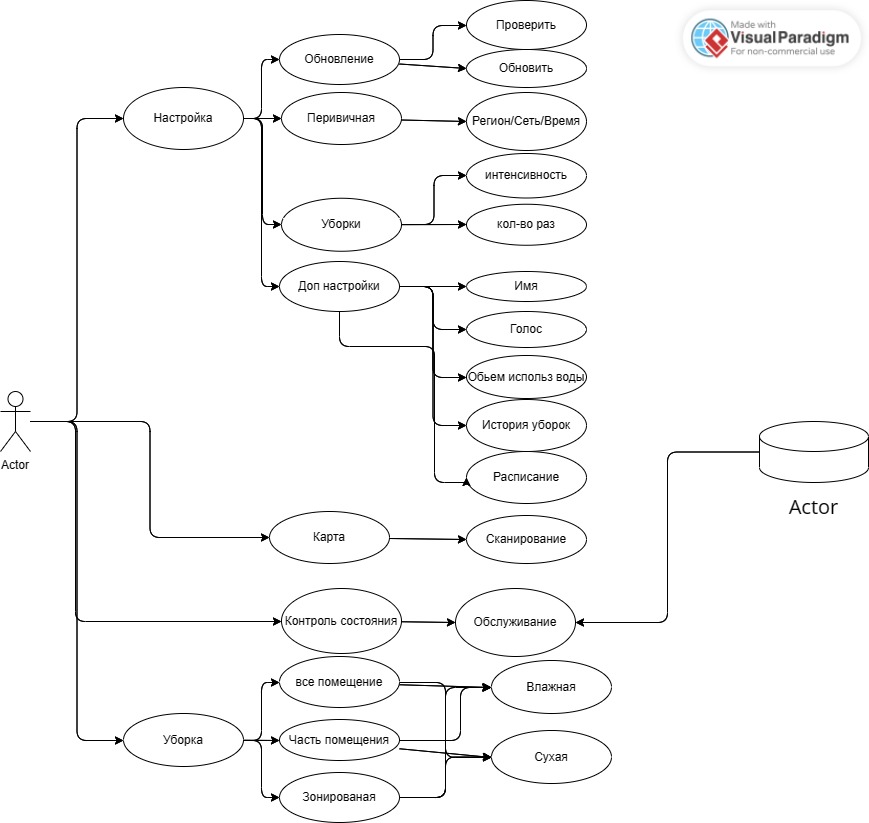 Made with
VisualParadigm
For non-commercial use
Проверить
Обновление
Обновить
Настройка
Перивичная
Регион/Сеть/Время
интенсивность
Уборки
кол-во раз
Доп настройки
Имя
Голос
Обьем использ воды
История уборок
Расписание
Actor
Actor
Карта
Сканирование
Контроль состояния
Обслуживание
все помещение
Влажная
Уборка
Часть помещения
Сухая
Зонированая